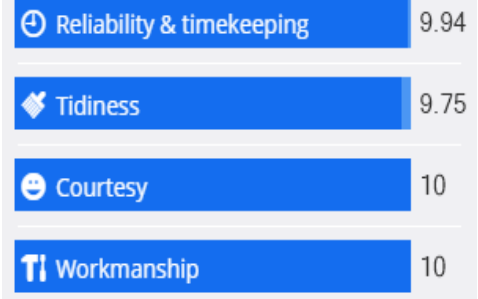 Reliability & timekeeping 9.94
Tidiness 9.75
Courtesy 10
Workmanship 10